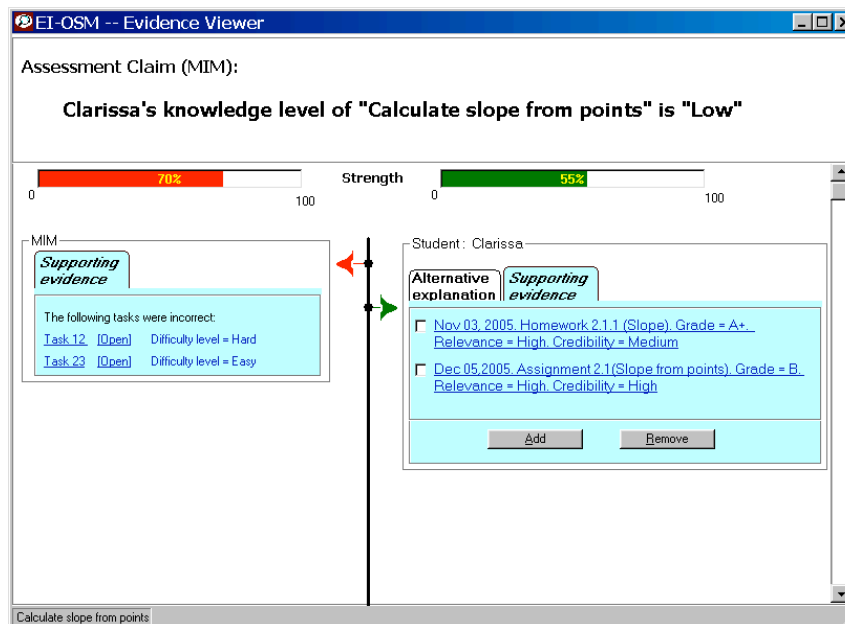 EI-OSM -- Evidence Viewer
Assessment Claim (MIM):
Clarissa's knowledge level of "Calculate slope from points" is "Low"
70%
Strength
55%
0
100
0
100
MIM
Supporting
evidence
The following tasks were incorrect:
Task 12 [Open] Difficulty level = Hard
Task 23 [Open] Difficulty level = Easy
Student: Clarissa
Alternative
explanation
Supporting
evidence
Nov 03, 2005. Homework 2.1.1 (Slope). Grade = A+.
Relevance = High. Credibility = Medium
Dec 05,2005. Assignment 2.1(Slope from points). Grade = B.
Relevance = High. Credibility = High
Add
Remove
Calculate slope from points